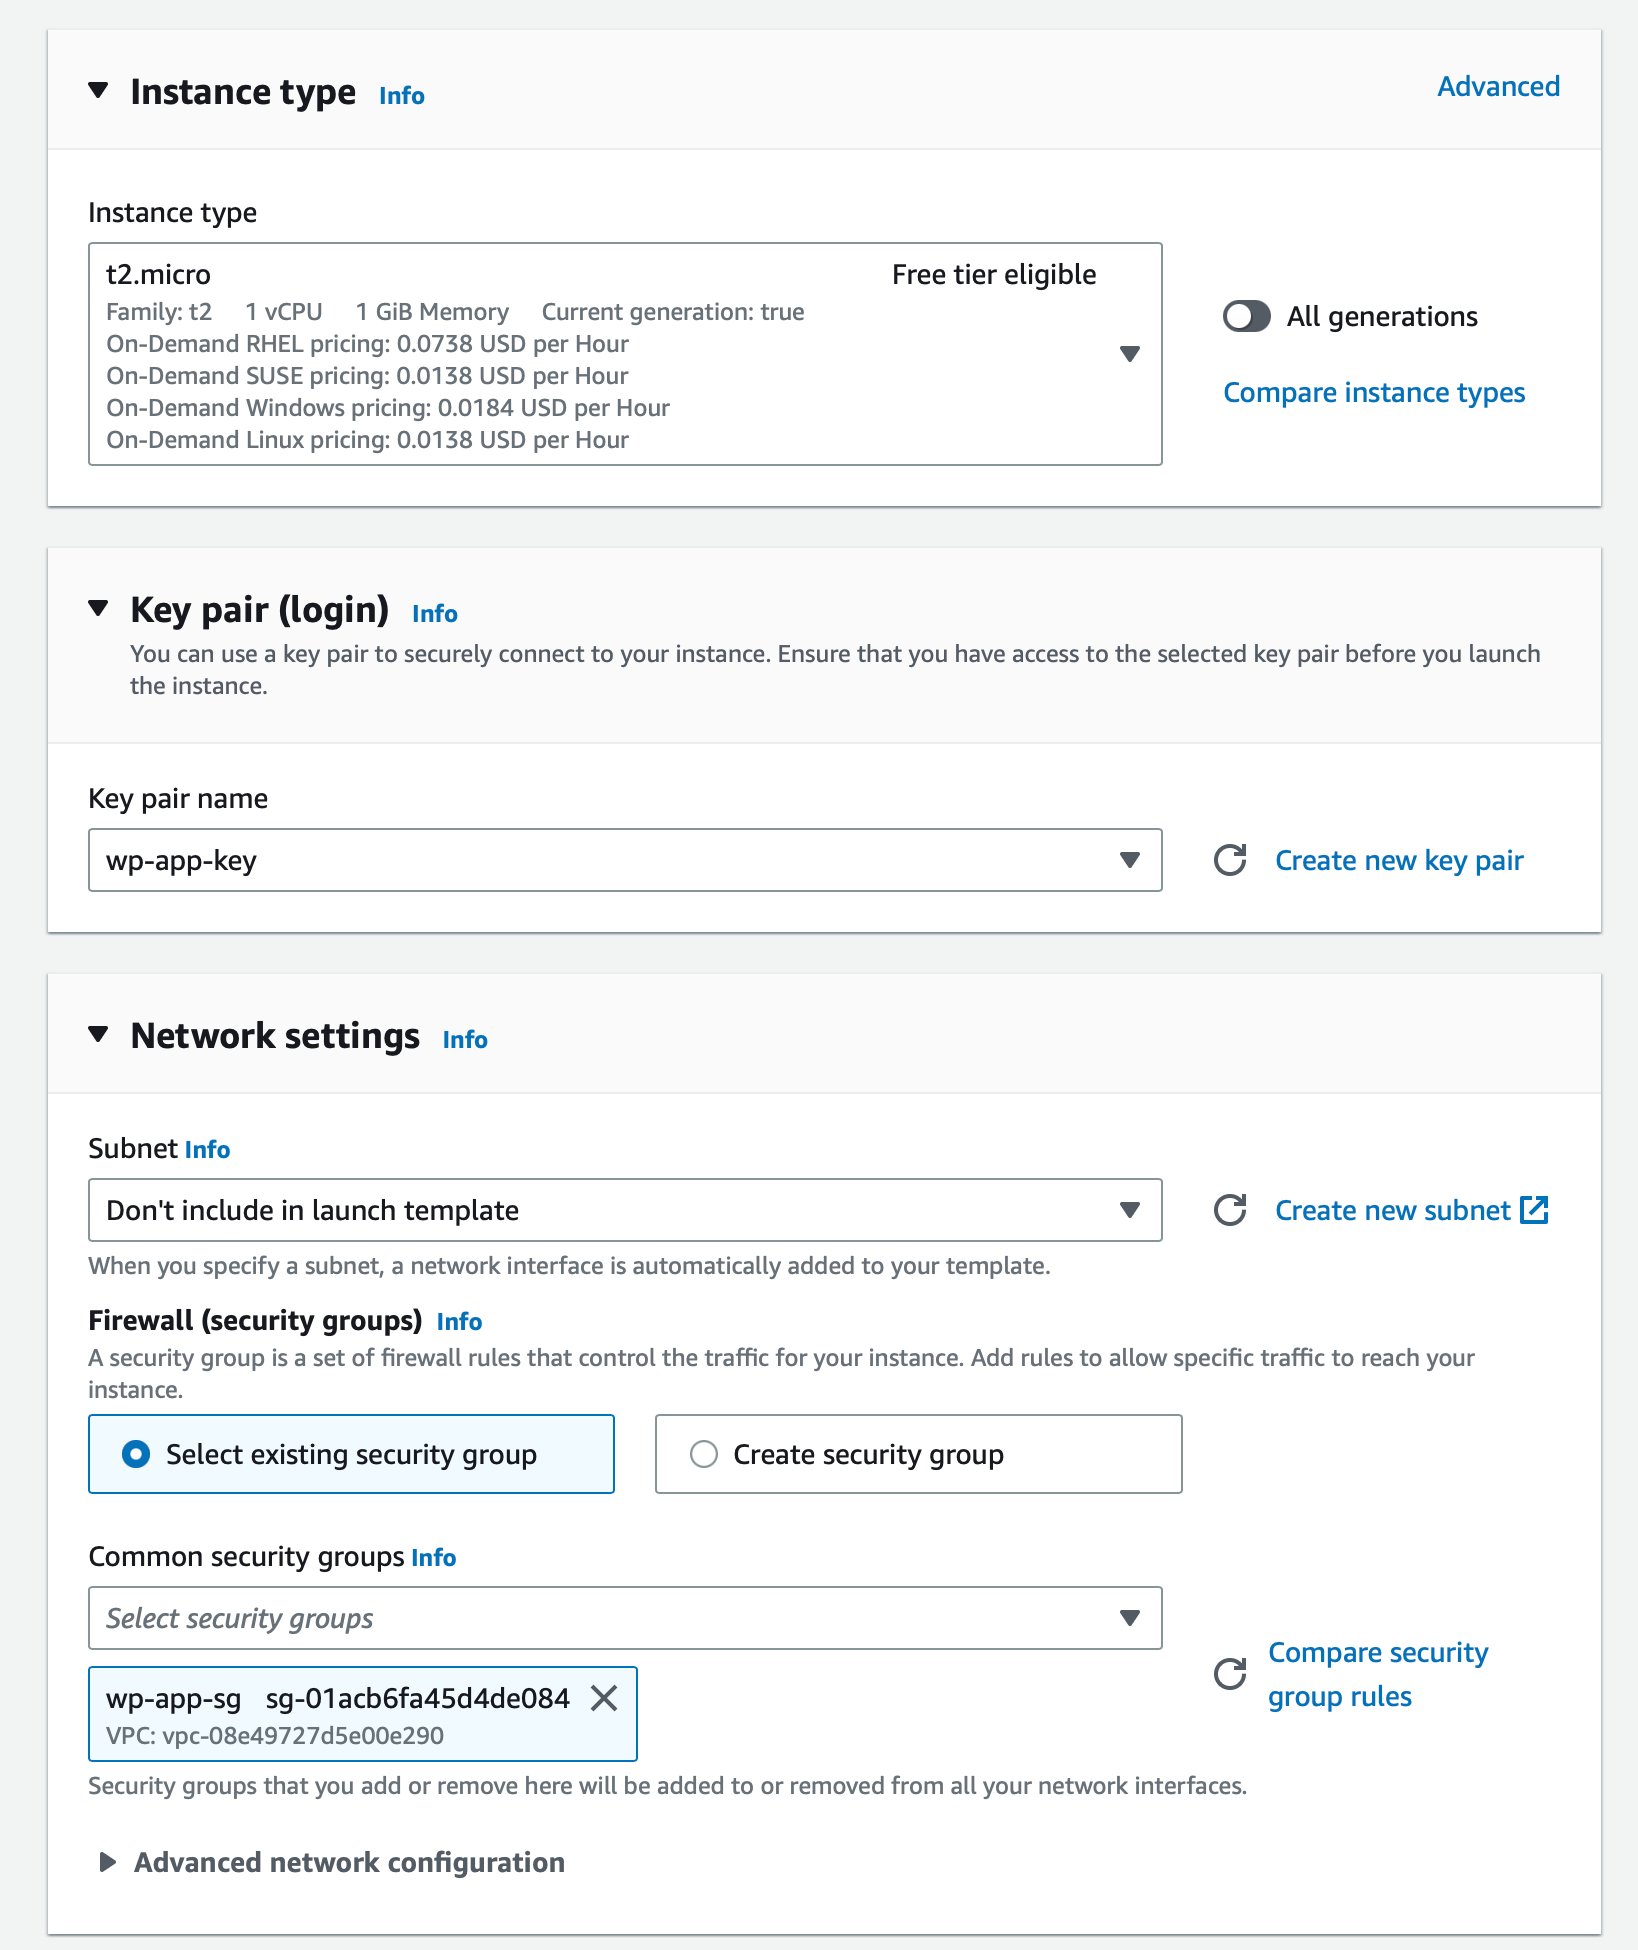 Instance type Info
Advanced
Instance type
t2.micro
Free tier eligible
Family: t2 1 vCPU 1 GiB Memory Current generation: true
On-Demand RHEL pricing: 0.0738 USD per Hour
On-Demand SUSE pricing: 0.0138 USD per Hour
On-Demand Windows pricing: 0.0184 USD per Hour
On-Demand Linux pricing: 0.0138 USD per Hour
All generations
Compare instance types
Key pair (login) Info
You can use a key pair to securely connect to your instance. Ensure that you have access to the selected key pair before you launch
the instance.
Key pair name
wp-app-key
Create new key pair
Network settings Info
Subnet Info
Don't include in launch template
Create new subnet
When you specify a subnet, a network interface is automatically added to your template.
Firewall (security groups) Info
A security group is a set of firewall rules that control the traffic for your instance. Add rules to allow specific traffic to reach your
instance.
Select existing security group
Create security group
Common security groups Info
Select security groups
wp-app-sg sg-01acb6fa45d4de084
VPC: vpc-08e49727d5e00e290
Compare security
group rules
Security groups that you add or remove here will be added to or removed from all your network interfaces.
Advanced network configuration